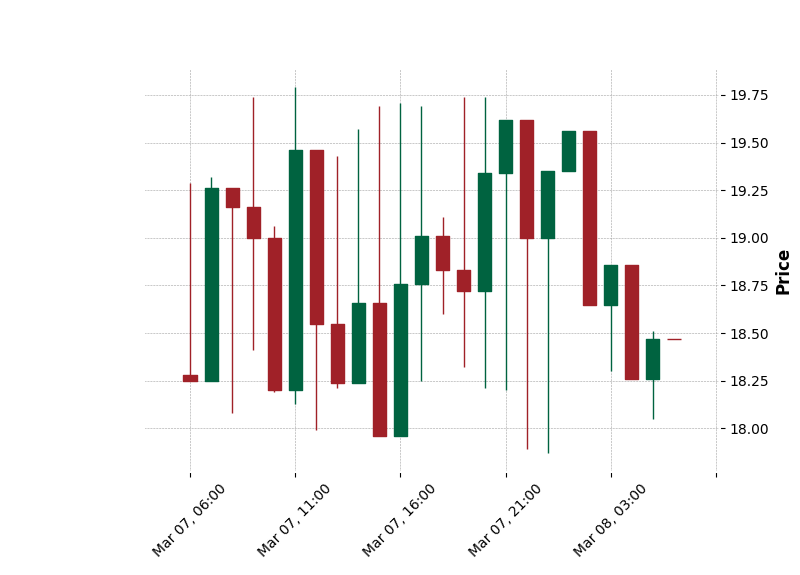 19.75
19.50
19.25
19.00
18.75
18.50
18.25
18.00
Price
Mar 07, 06:00
Mar 07, 11:00
Mar 07, 16:00
Mar 07, 21:00
Mar 08, 03:00